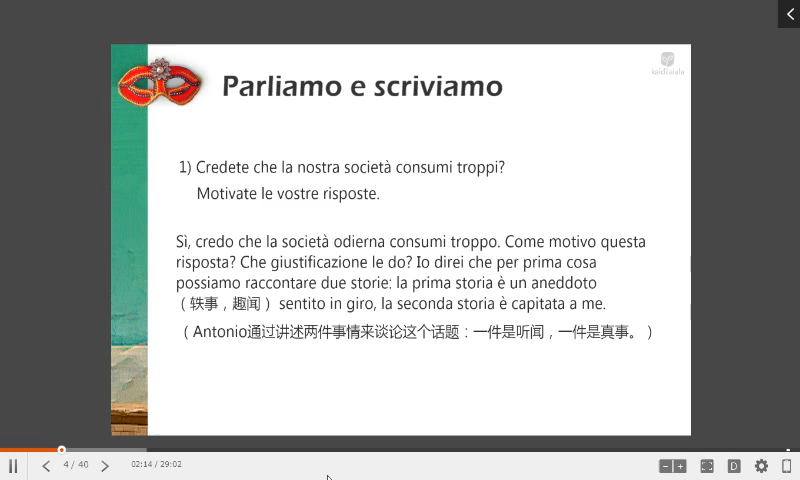 kaidialala
Parliamo e scriviamo
1) Credete che la nostra società consumi troppi?
Motivate le vostre risposte.
Sì, credo che la società odierna consumi troppo. Come motivo questa
risposta? Che giustificazione le do? Io direi che per prima cosa
possiamo raccontare due storie: la prima storia è un aneddoto
（轶事，趣闻） sentito in giro, la seconda storia è capitata a me.
（ Antonio通过讲述两件事情来谈论这个话题：一件是听闻，一件是真事。 ）
4 / 40
02:14 / 29:02
D